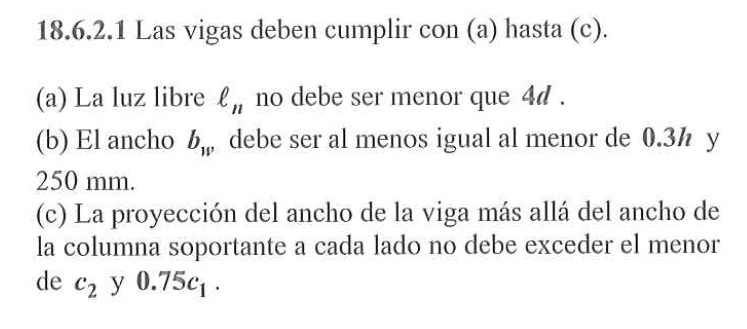 18.6.2.1 Las vigas deben cumplir con (a) hasta (c).
(a) La luz libre ℓₙ no debe ser menor que 4d .
(b) El ancho b_w debe ser al menos igual al menor de 0.3h y
250 mm.
(c) La proyección del ancho de la viga más allá del ancho de
la columna soportante a cada lado no debe exceder el menor
de c₂ y 0.75c₁ .